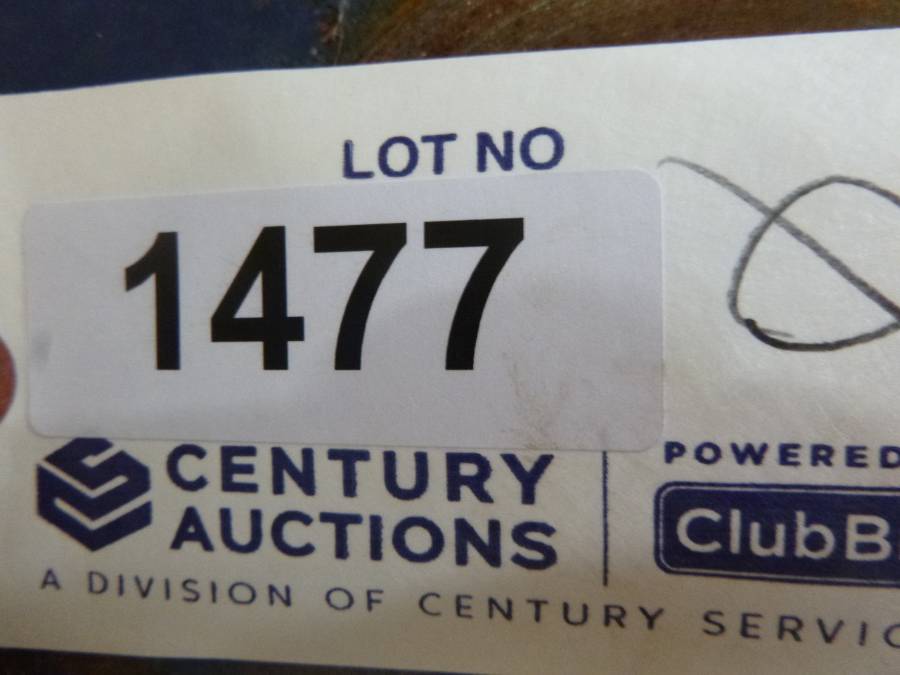 LOT NO
1477
CENTURY
AUCTIONS
A DIVISION OF CENTURY
POWERED